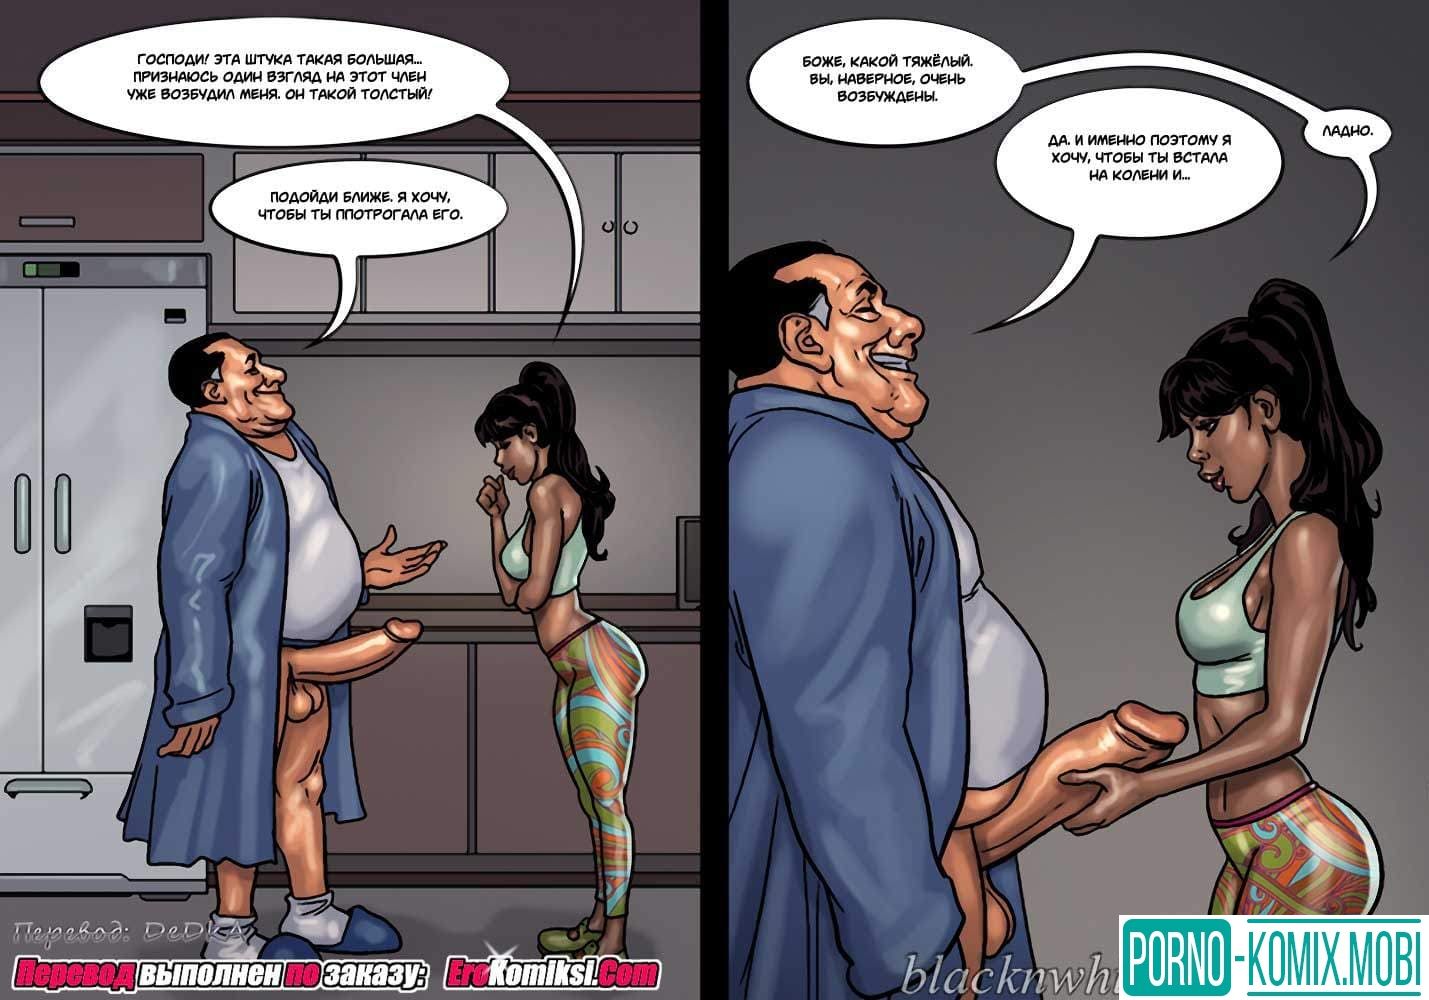 ГОСПОДИ! ЭТА ШТУКА ТАКАЯ БОЛЬШАЯ...
ПРИЗНАЮСЬ ОДИН ВЗГЛЯД НА ЭТОТ ЧЛЕН
УЖЕ ВОЗБУДИЛ МЕНЯ. ОН ТАКОЙ ТОЛСТЫЙ!
ПОДОЙДИ БЛИЖЕ. Я ХОЧУ,
ЧТОБЫ ТЫ ППОТРОГАЛА ЕГО.
БОЖЕ, КАКОЙ ТЯЖЁЛЫЙ.
ВЫ, НАВЕРНОЕ, ОЧЕНЬ
ВОЗБУЖДЕНЫ.
ДА. И ИМЕННО ПОЭТОМУ Я
ХОЧУ, ЧТОБЫ ТЫ ВСТАЛА
НА КОЛЕНИ И...
ЛАДНО.
Перевод: DeDkA
Перевод выполнен по заказу: EroKomiksi.Com
blacknwhi
PORNO-KOMIX.MOBI